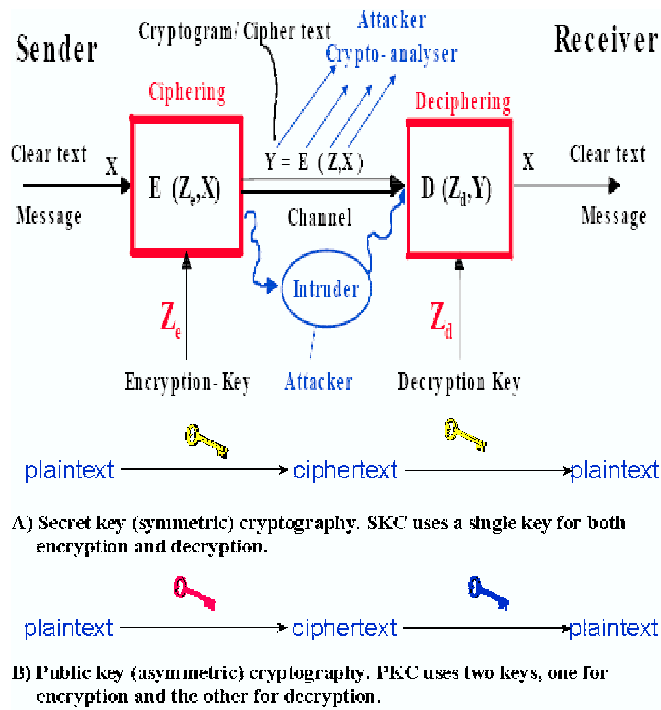 Sender
Cryptogram/ Cipher text
Attacker
Crypto- analyser
Receiver
Ciphering
Deciphering
Clear text
X
E (Ze,X)
Y = E (Z,X)
D (Zd,Y)
X
Clear text
Message
Channel
Message
Intruder
Ze
Zd
Encryption- Key
Attacker
Decryption Key
plaintext
ciphertext
plaintext
A) Secret key (symmetric) cryptography. SKC uses a single key for both
encryption and decryption.
plaintext
ciphertext
plaintext
B) Public key (asymmetric) cryptography. PKC uses two keys, one for
encryption and the other for decryption.